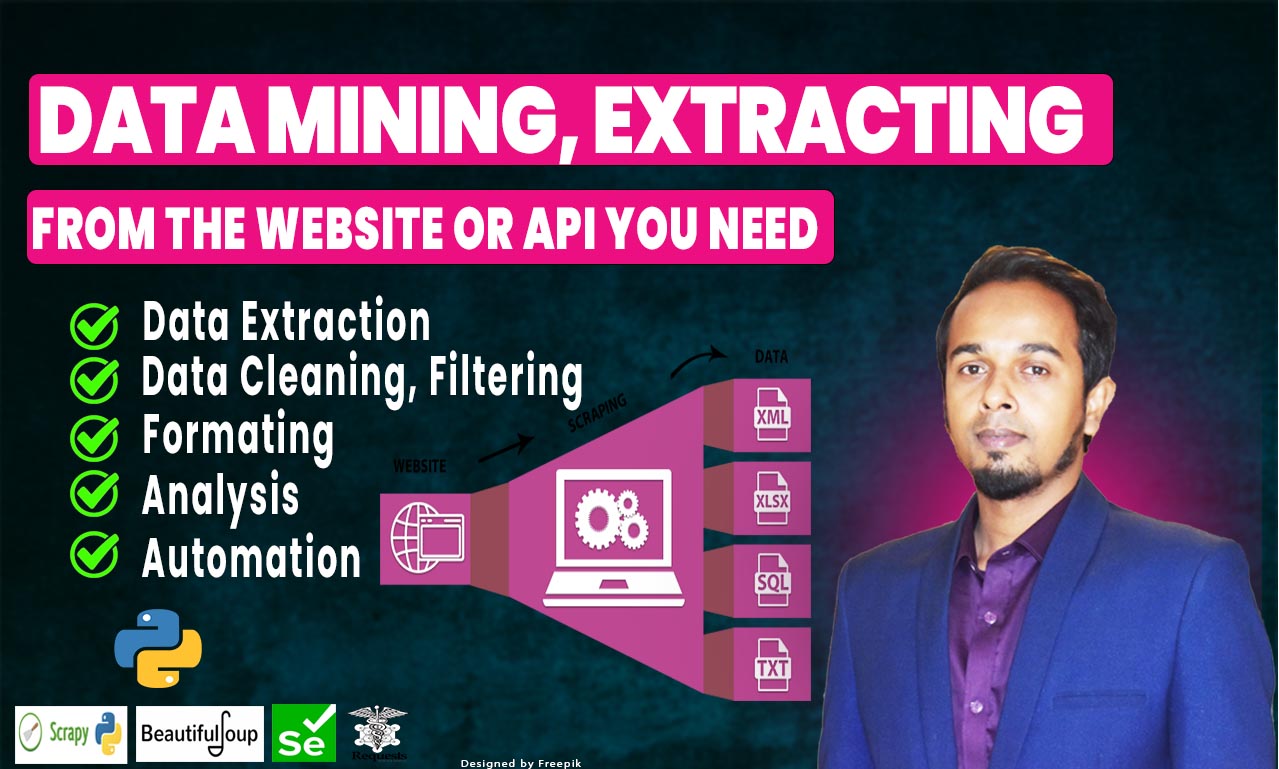 DATA MINING, EXTRACTING
FROM THE WEBSITE OR API YOU NEED
Data Extraction
Data Cleaning, Filtering
Formating
Analysis
Automation
WEBSITE
SCRAPING
DATA
XML
XLSX
SQL
TXT
Scrapy
BeautifulSoup
Se
Requests
Designed by Freepik